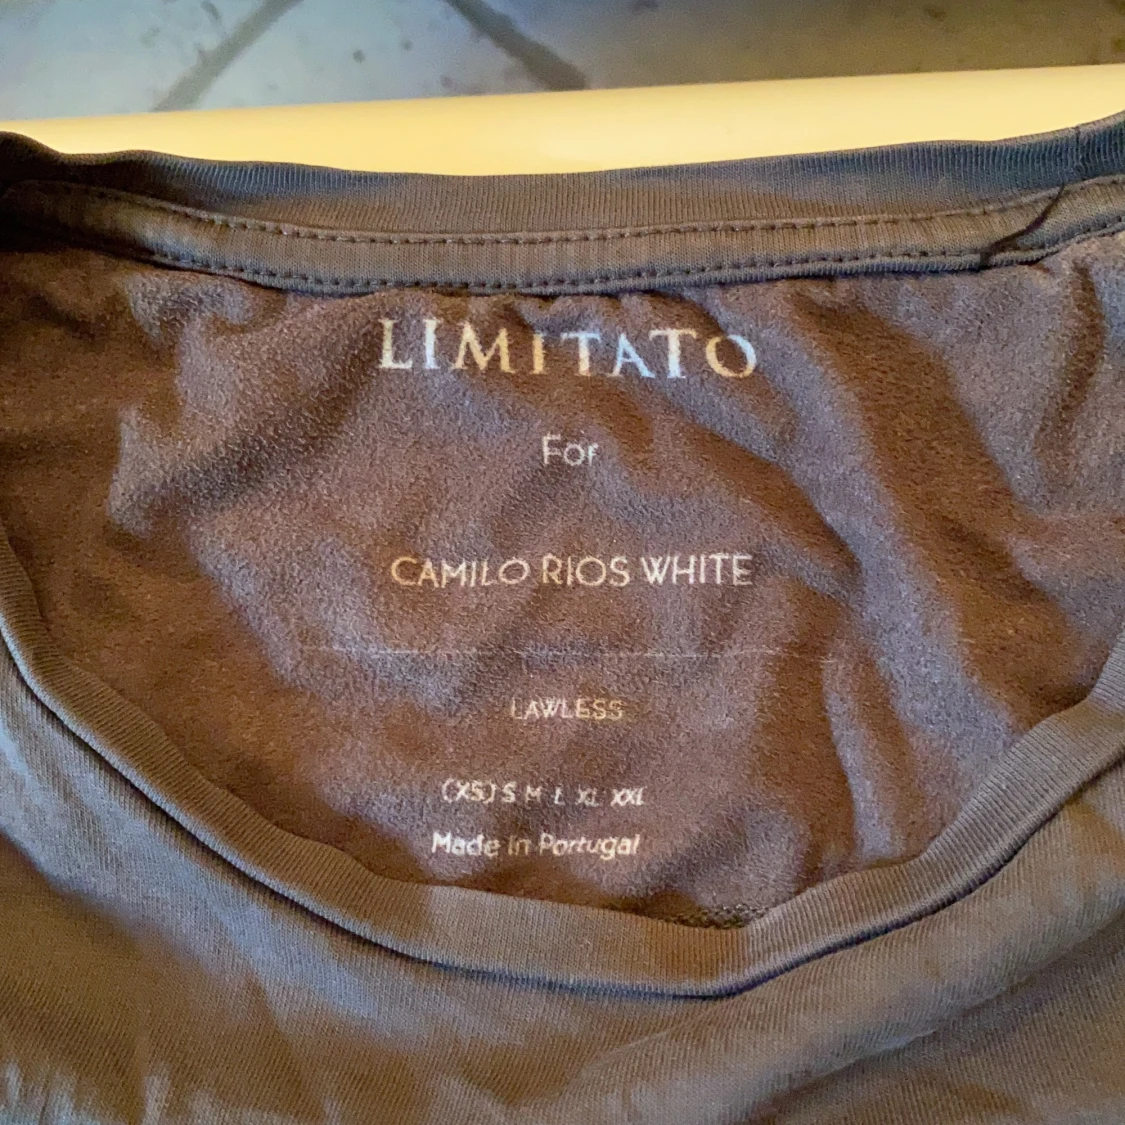 LIMITATO
For
CAMILO RIOS WHITE
LAWLESS
(XS) S M L XL XXL
Made in Portugal